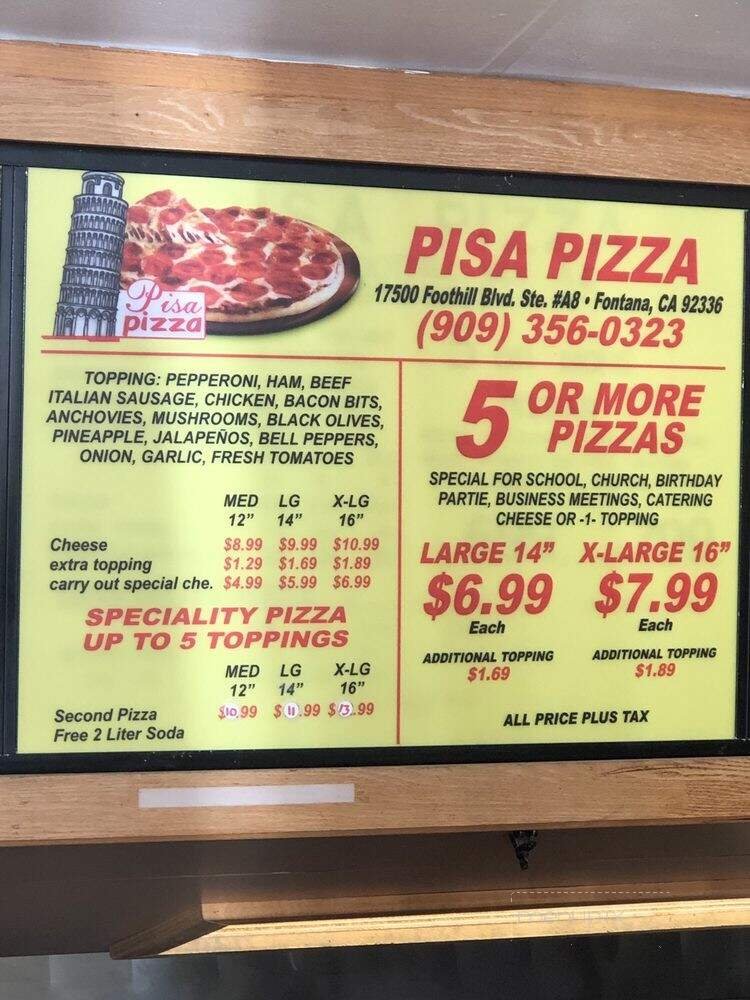 Pisa
pizza
PISA PIZZA
17500 Foothill Blvd. Ste. #A8 • Fontana, CA 92336
(909) 356-0323
TOPPING: PEPPERONI, HAM, BEEF
ITALIAN SAUSAGE, CHICKEN, BACON BITS,
ANCHOVIES, MUSHROOMS, BLACK OLIVES,
PINEAPPLE, JALAPEÑOS, BELL PEPPERS,
ONION, GARLIC, FRESH TOMATOES
MED LG X-LG
12” 14” 16”
Cheese $8.99 $9.99 $10.99
extra topping $1.29 $1.69 $1.89
carry out special che. $4.99 $5.99 $6.99
SPECIALITY PIZZA
UP TO 5 TOPPINGS
MED LG X-LG
12” 14” 16”
Second Pizza $10.99 $11.99 $13.99
Free 2 Liter Soda
5 OR MORE
PIZZAS
SPECIAL FOR SCHOOL, CHURCH, BIRTHDAY
PARTIE, BUSINESS MEETINGS, CATERING
CHEESE OR -1- TOPPING
LARGE 14” X-LARGE 16”
$6.99 $7.99
Each Each
ADDITIONAL TOPPING ADDITIONAL TOPPING
$1.69 $1.89
ALL PRICE PLUS TAX